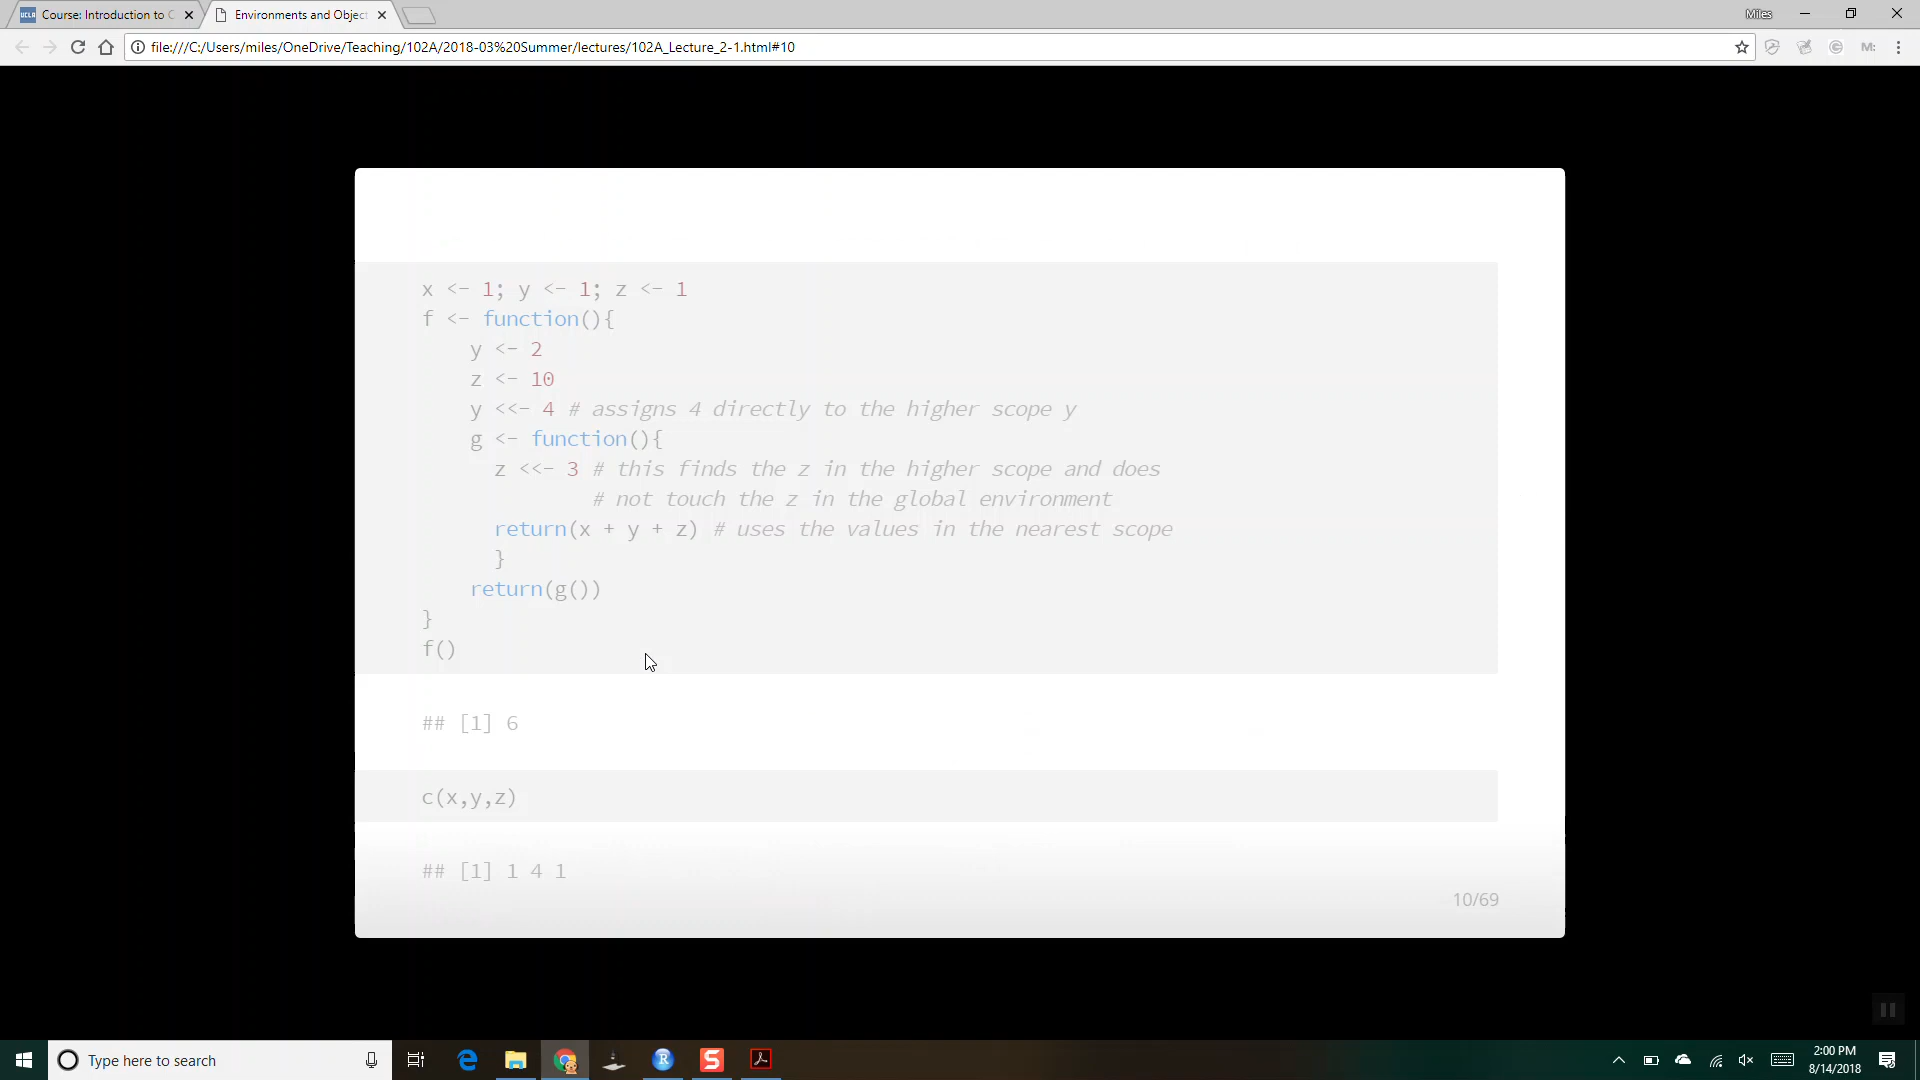 UCLA Course: Introduction to C
Environments and Objec
Miles
file:///C:/Users/miles/OneDrive/Teaching/102A/2018-03%20Summer/lectures/102A_Lecture_2-1.html#10
M:
x <- 1; y <- 1; z <- 1
f <- function(){
y <- 2
z <- 10
y <<- 4 # assigns 4 directly to the higher scope y
g <- function(){
z <<- 3 # this finds the z in the higher scope and does
# not touch the z in the global environment
return(x + y + z) # uses the values in the nearest scope
}
return(g())
}
f()
## [1] 6
c(x,y,z)
## [1] 1 4 1
10/69
Type here to search
2:00 PM
8/14/2018